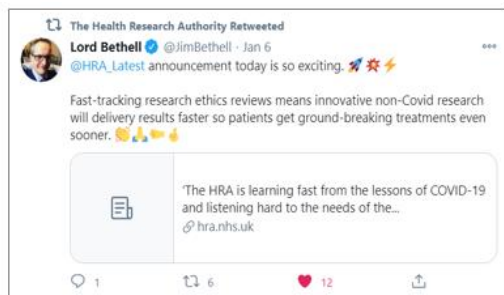 The Health Research Authority Retweeted
Lord Bethell @JimBethell · Jan 6
@HRA_Latest announcement today is so exciting. 🚀💥⚡
Fast-tracking research ethics reviews means innovative non-Covid research
will delivery results faster so patients get ground-breaking treatments even
sooner. 👏🙏🤛🤞
'The HRA is learning fast from the lessons of COVID-19
and listening hard to the needs of the...
hra.nhs.uk
1 6 12